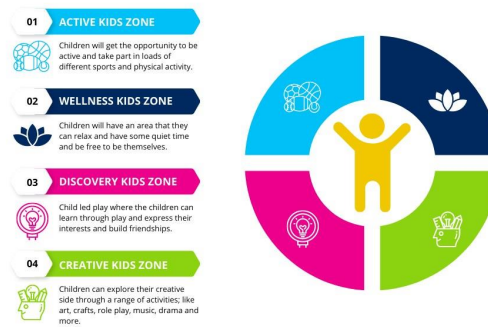 01 ACTIVE KIDS ZONE
Children will get the opportunity to be
active and take part in loads of
different sports and physical activity.
02 WELLNESS KIDS ZONE
Children will have an area that they
can relax and have some quiet time
and be free to be themselves.
03 DISCOVERY KIDS ZONE
Child led play where the children can
learn through play and express their
interests and build friendships.
04 CREATIVE KIDS ZONE
Children can explore their creative
side through a range of activities; like
art, crafts, role play, music, drama and
more.